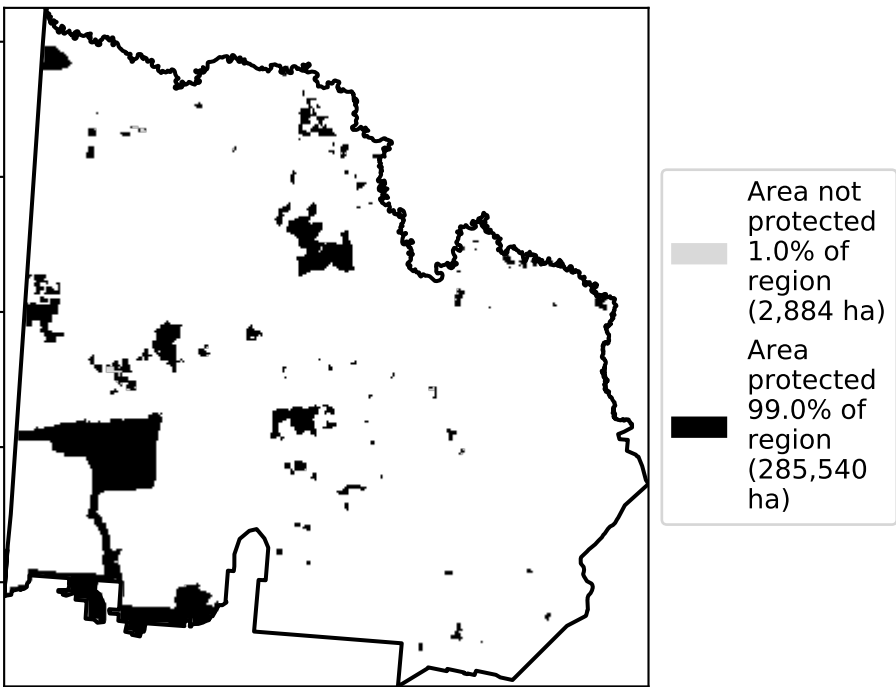 Area not
protected
1.0% of
region
(2,884 ha)
Area
protected
99.0% of
region
(285,540
ha)